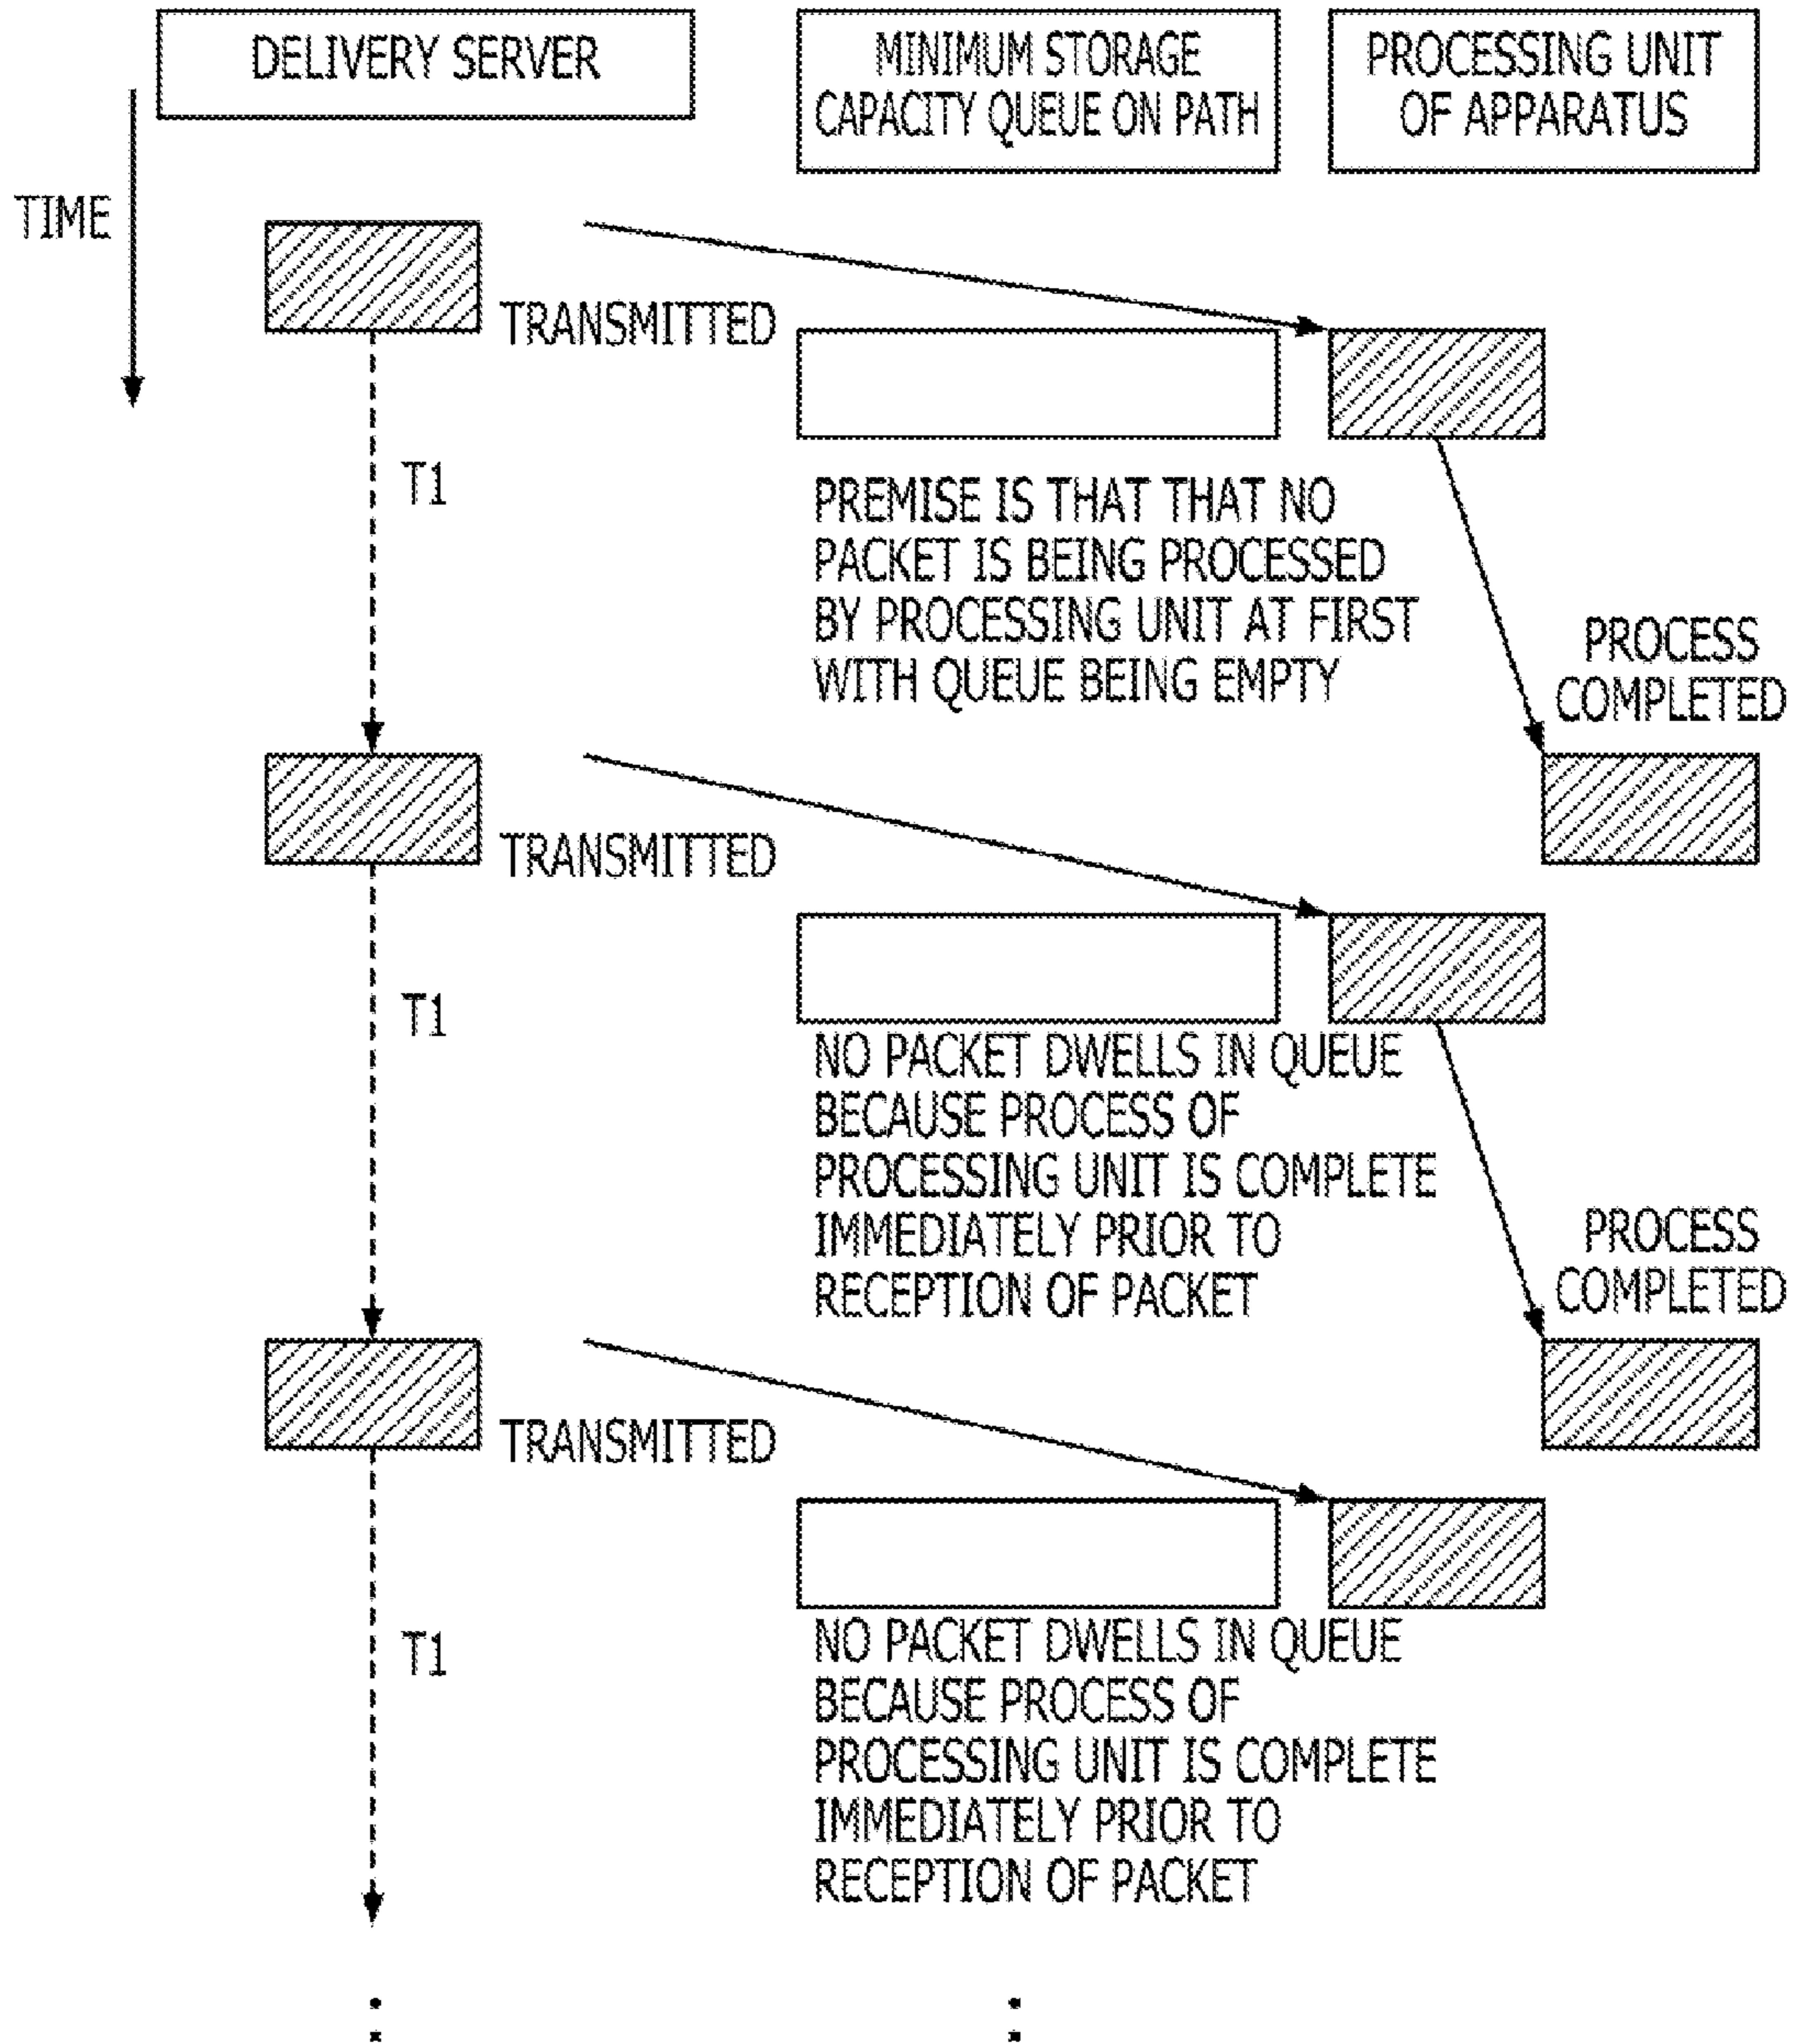 DELIVERY SERVER
MINIMUM STORAGE
CAPACITY QUEUE ON PATH
PROCESSING UNIT
OF APPARATUS
TIME
TRANSMITTED
T1
PREMISE IS THAT THAT NO
PACKET IS BEING PROCESSED
BY PROCESSING UNIT AT FIRST
WITH QUEUE BEING EMPTY
PROCESS
COMPLETED
TRANSMITTED
T1
NO PACKET DWELLS IN QUEUE
BECAUSE PROCESS OF
PROCESSING UNIT IS COMPLETE
IMMEDIATELY PRIOR TO
RECEPTION OF PACKET
PROCESS
COMPLETED
TRANSMITTED
T1
NO PACKET DWELLS IN QUEUE
BECAUSE PROCESS OF
PROCESSING UNIT IS COMPLETE
IMMEDIATELY PRIOR TO
RECEPTION OF PACKET